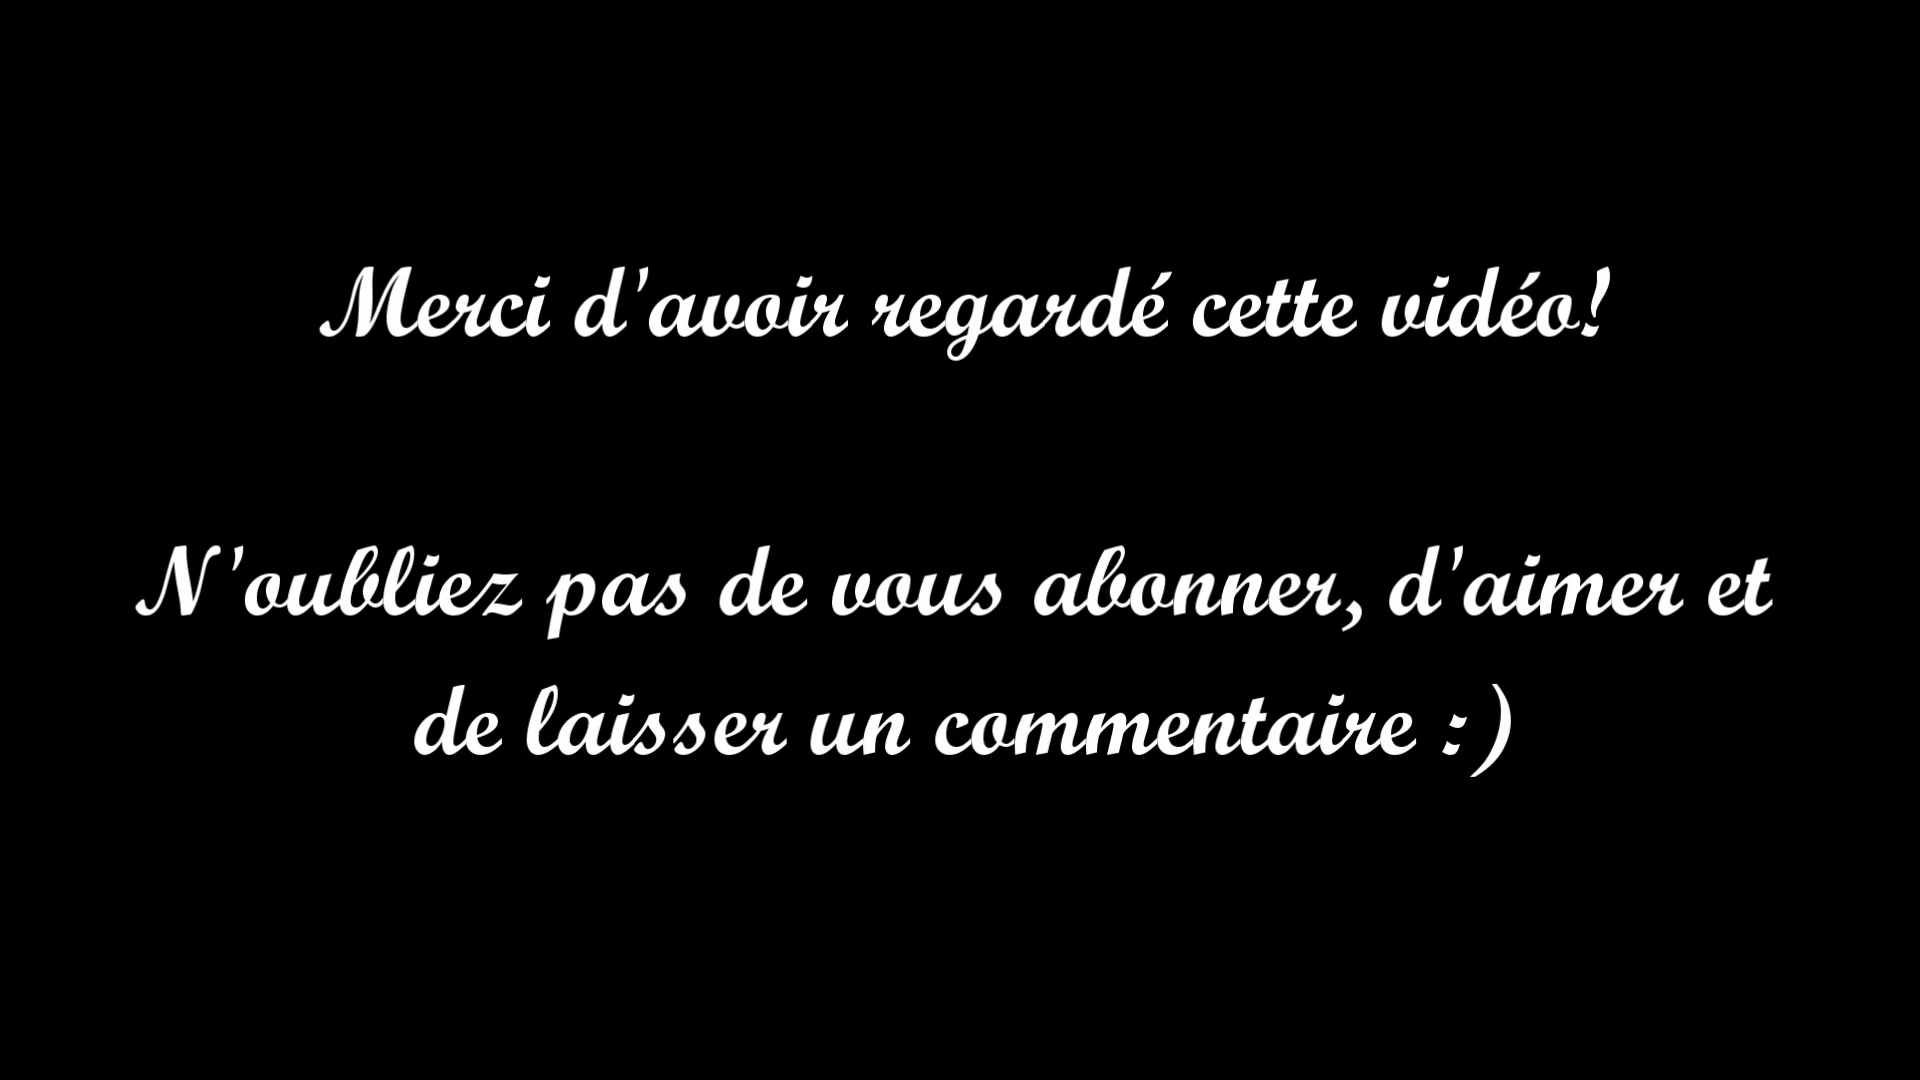 Merci d'avoir regardé cette vidéo!
N'oubliez pas de vous abonner, d'aimer et
de laisser un commentaire :)